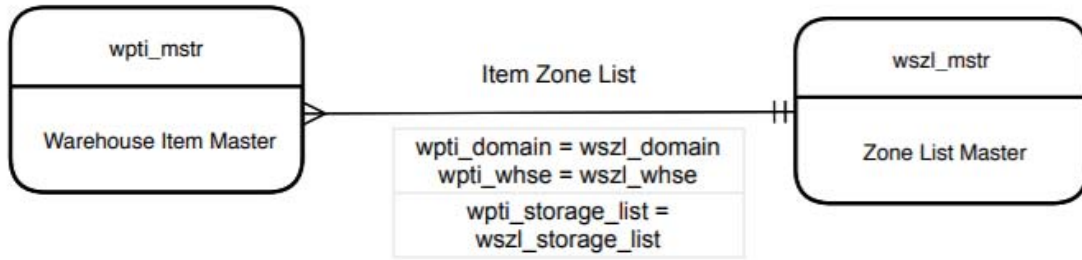 wpti_mstr
Warehouse Item Master
Item Zone List
wpti_domain = wszl_domain
wpti_whse = wszl_whse
wpti_storage_list =
wszl_storage_list
wszl_mstr
Zone List Master